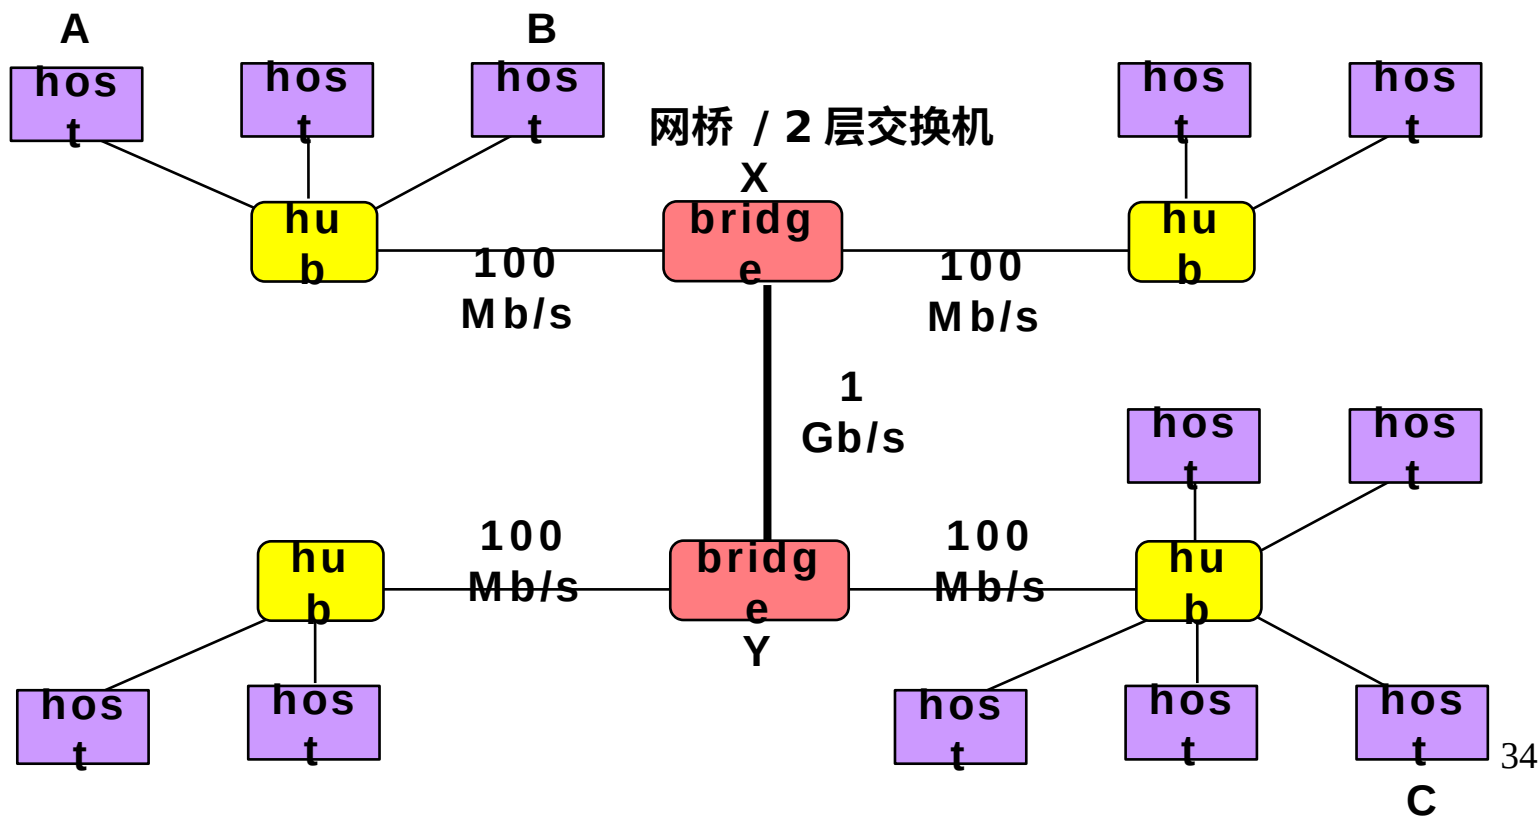 A
B
hos
t
hos
t
hos
t
hos
t
hos
t
网桥 / 2 层交换机
X
hu
b
bridg
e
hu
b
100
Mb/s
100
Mb/s
1
Gb/s
hos
t
hos
t
100
Mb/s
100
Mb/s
hu
b
bridg
e
Y
hu
b
hos
t
hos
t
hos
t
hos
t
hos
t
C
34